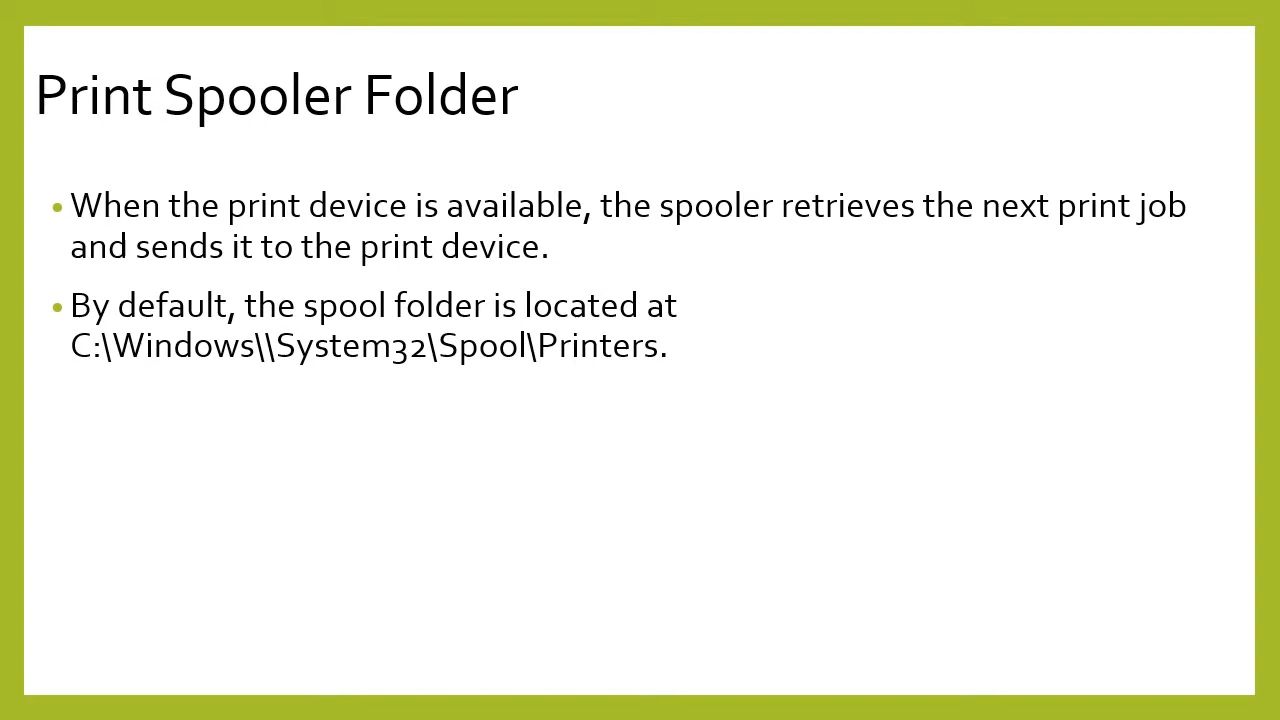 Print Spooler Folder
• When the print device is available, the spooler retrieves the next print job
and sends it to the print device.
• By default, the spool folder is located at
C:\Windows\\System32\Spool\Printers.